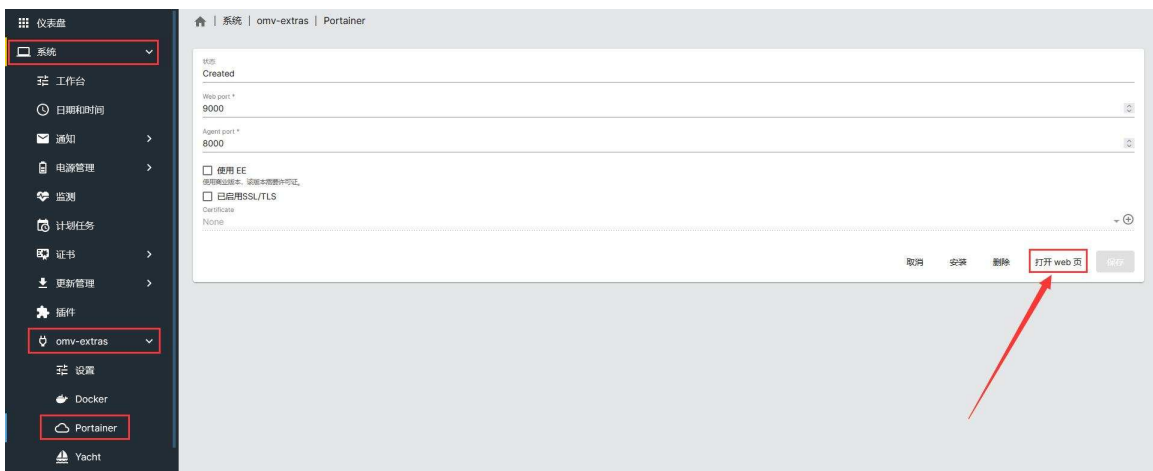 仪表盘
系统
工作台
日期和时间
通知
电源管理
监测
计划任务
证书
更新管理
插件
omv-extras
设置
Docker
Portainer
Yacht
| 系统 | omv-extras | Portainer
状态
Created
Web port *
9000
Agent port *
8000
使用 EE
使用商业版本、该版本需要许可证。
已启用SSL/TLS
Certificate
None
取消 安装 删除 打开 web 页 保存